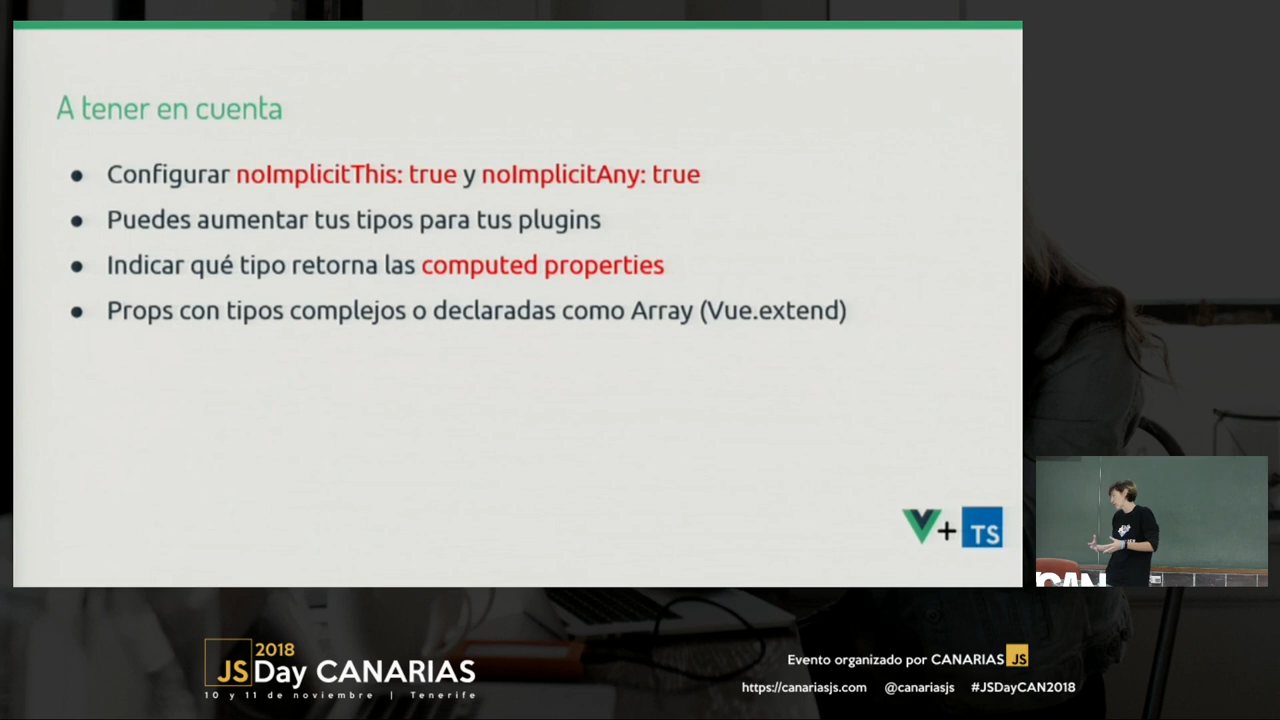 A tener en cuenta
● Configurar noImplicitThis: true y noImplicitAny: true
● Puedes aumentar tus tipos para tus plugins
● Indicar qué tipo retorna las computed properties
● Props con tipos complejos o declaradas como Array (Vue.extend)
+ TS
CAN
2018
JSDay CANARIAS
10 y 11 de noviembre | Tenerife
Evento organizado por CANARIAS JS
https://canariasjs.com @canariasjs #JSDayCAN2018